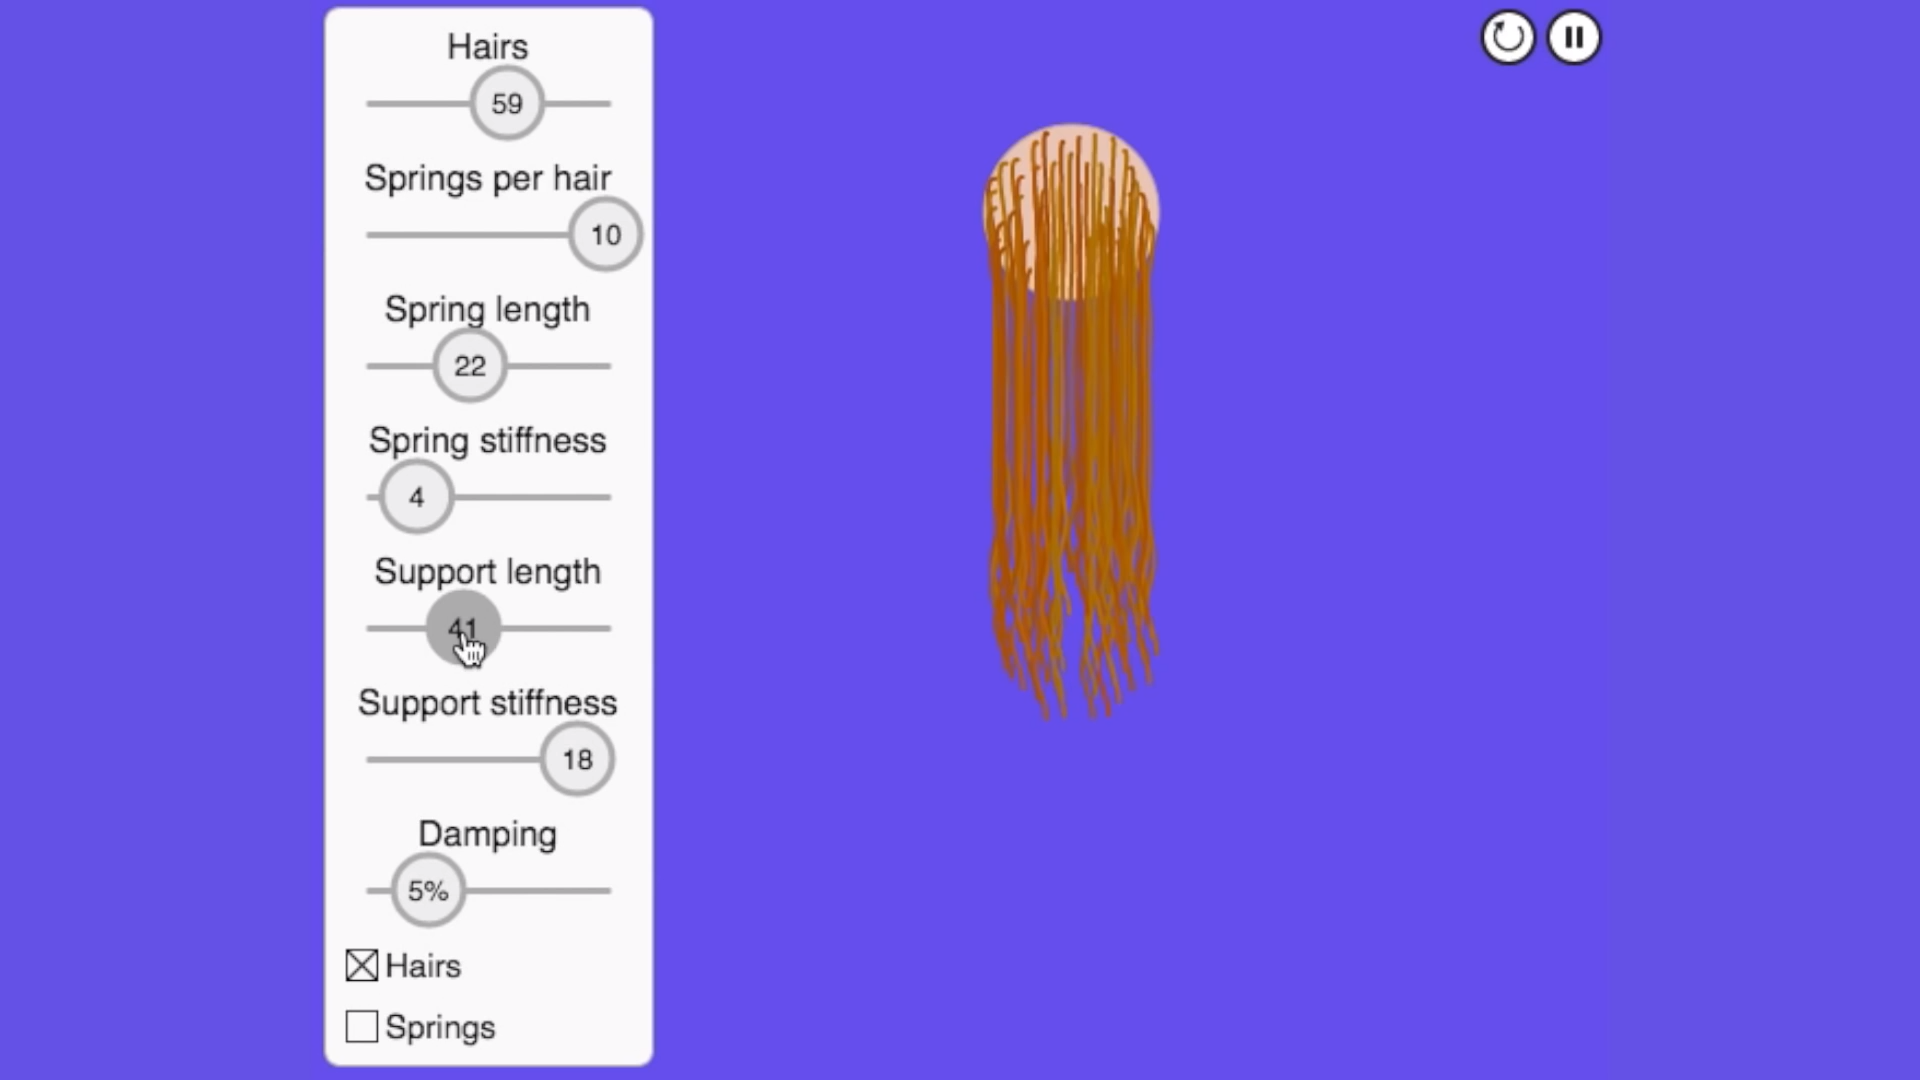 Hairs
59
Springs per hair
10
Spring length
22
Spring stiffness
4
Support length
41
Support stiffness
18
Damping
5%
Hairs
Springs